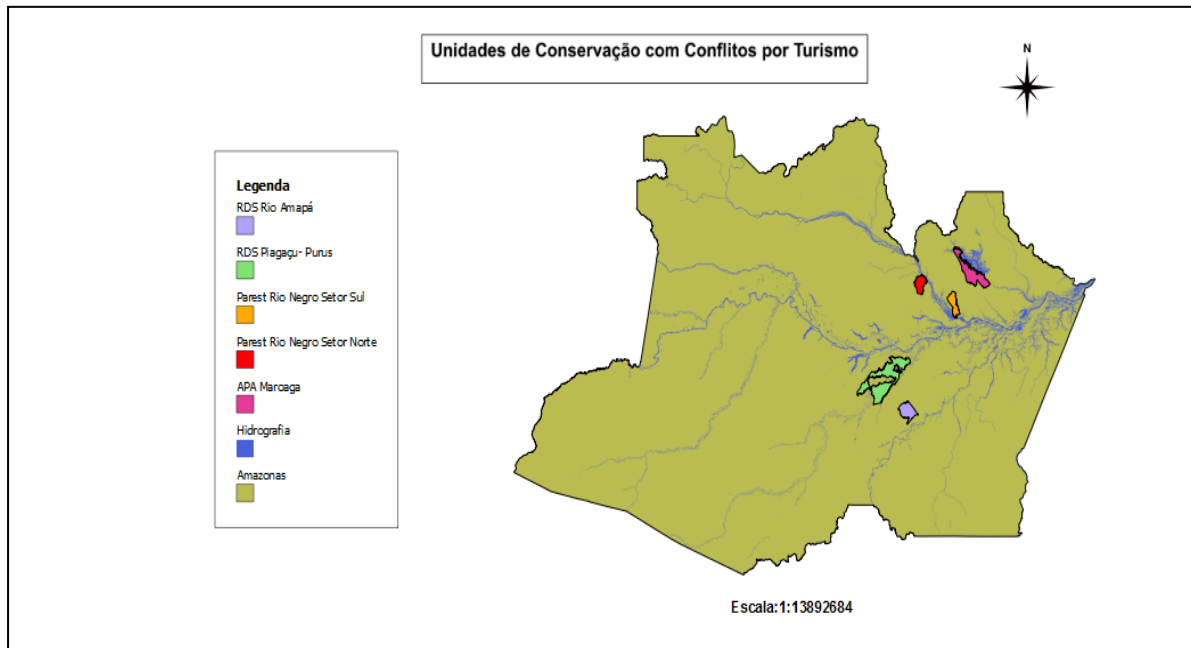 Unidades de Conservação com Conflitos por Turismo
N
Legenda
RDS Rio Amapá
RDS Piagaçu- Purus
Parest Rio Negro Setor Sul
Parest Rio Negro Setor Norte
APA Maroaga
Hidrografia
Amazonas
Escala:1:13892684